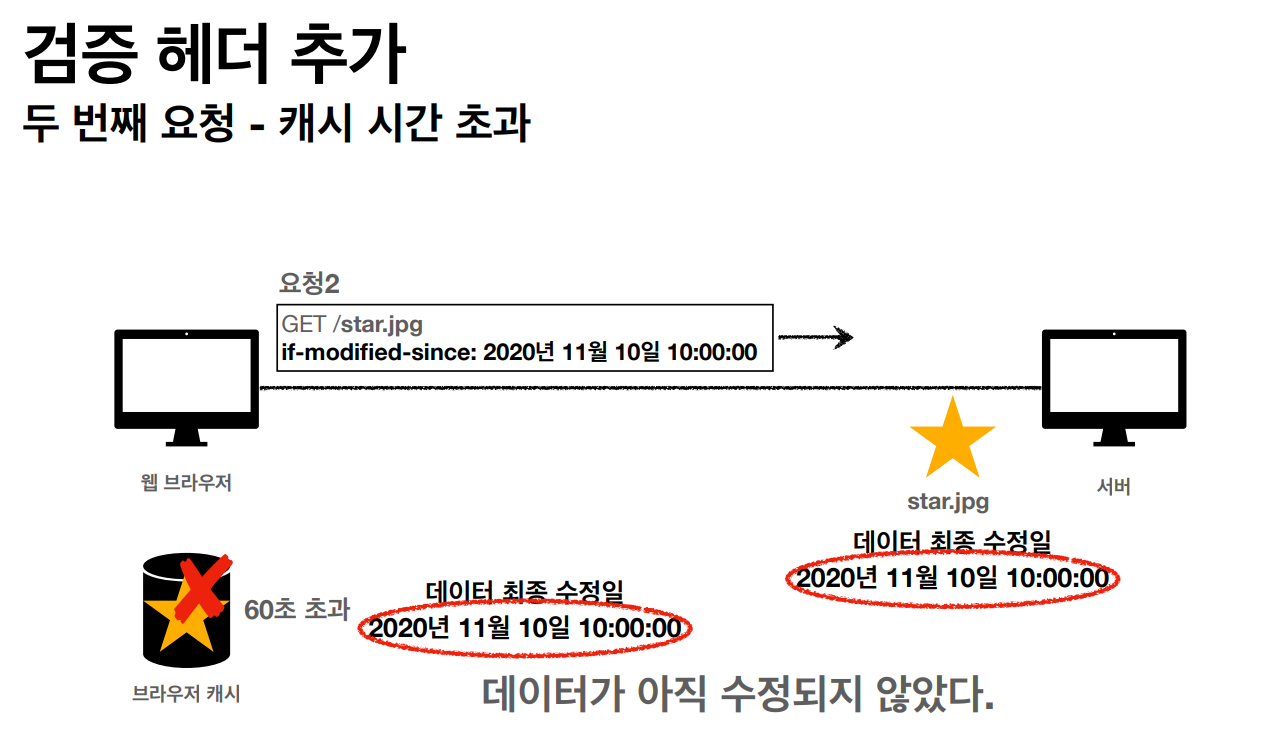 검증 헤더 추가
두 번째 요청 - 캐시 시간 초과
요청2
GET /star.jpg
if-modified-since: 2020년 11월 10일 10:00:00
웹 브라우저
서버
star.jpg
데이터 최종 수정일
2020년 11월 10일 10:00:00
60초 초과
데이터 최종 수정일
2020년 11월 10일 10:00:00
브라우저 캐시
데이터가 아직 수정되지 않았다.